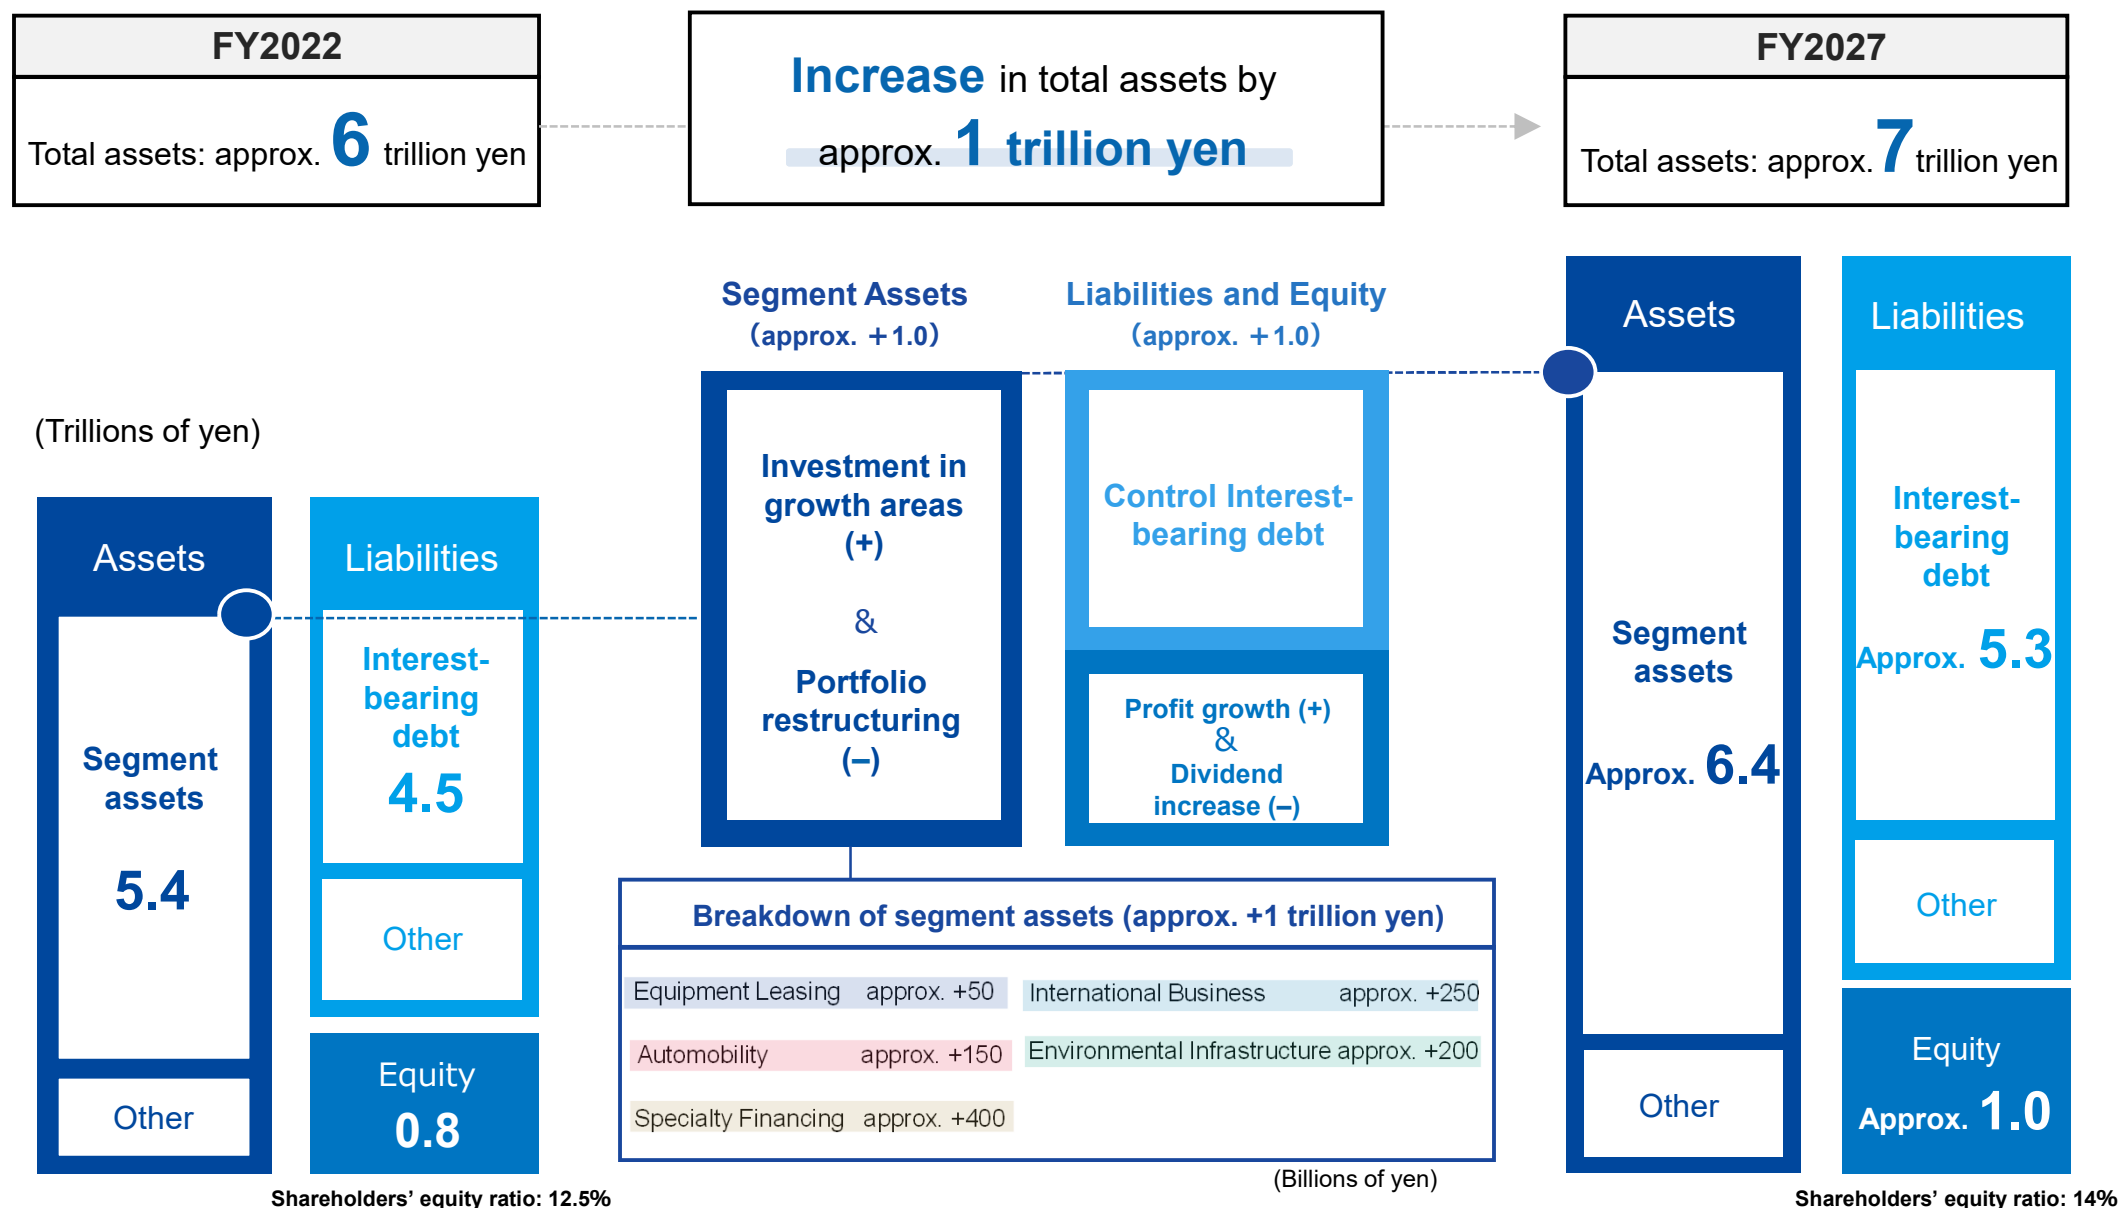 FY2022
Total assets: approx. 6 trillion yen
Increase in total assets by
approx. 1 trillion yen
FY2027
Total assets: approx. 7 trillion yen
(Trillions of yen)
Assets
Segment
assets
5.4
Other
Liabilities
Interest-
bearing
debt
4.5
Other
Equity
0.8
Shareholders’ equity ratio: 12.5%
Segment Assets
(approx. +1.0)
Investment in
growth areas
(+)
&
Portfolio
restructuring
(–)
Liabilities and Equity
(approx. +1.0)
Control Interest-
bearing debt
Profit growth (+)
&
Dividend
increase (–)
Breakdown of segment assets (approx. +1 trillion yen)
Equipment Leasing approx. +50
International Business approx. +250
Automobility approx. +150
Environmental Infrastructure approx. +200
Specialty Financing approx. +400
(Billions of yen)
Assets
Segment
assets
Approx. 6.4
Other
Liabilities
Interest-
bearing
debt
Approx. 5.3
Other
Equity
Approx. 1.0
Shareholders’ equity ratio: 14%